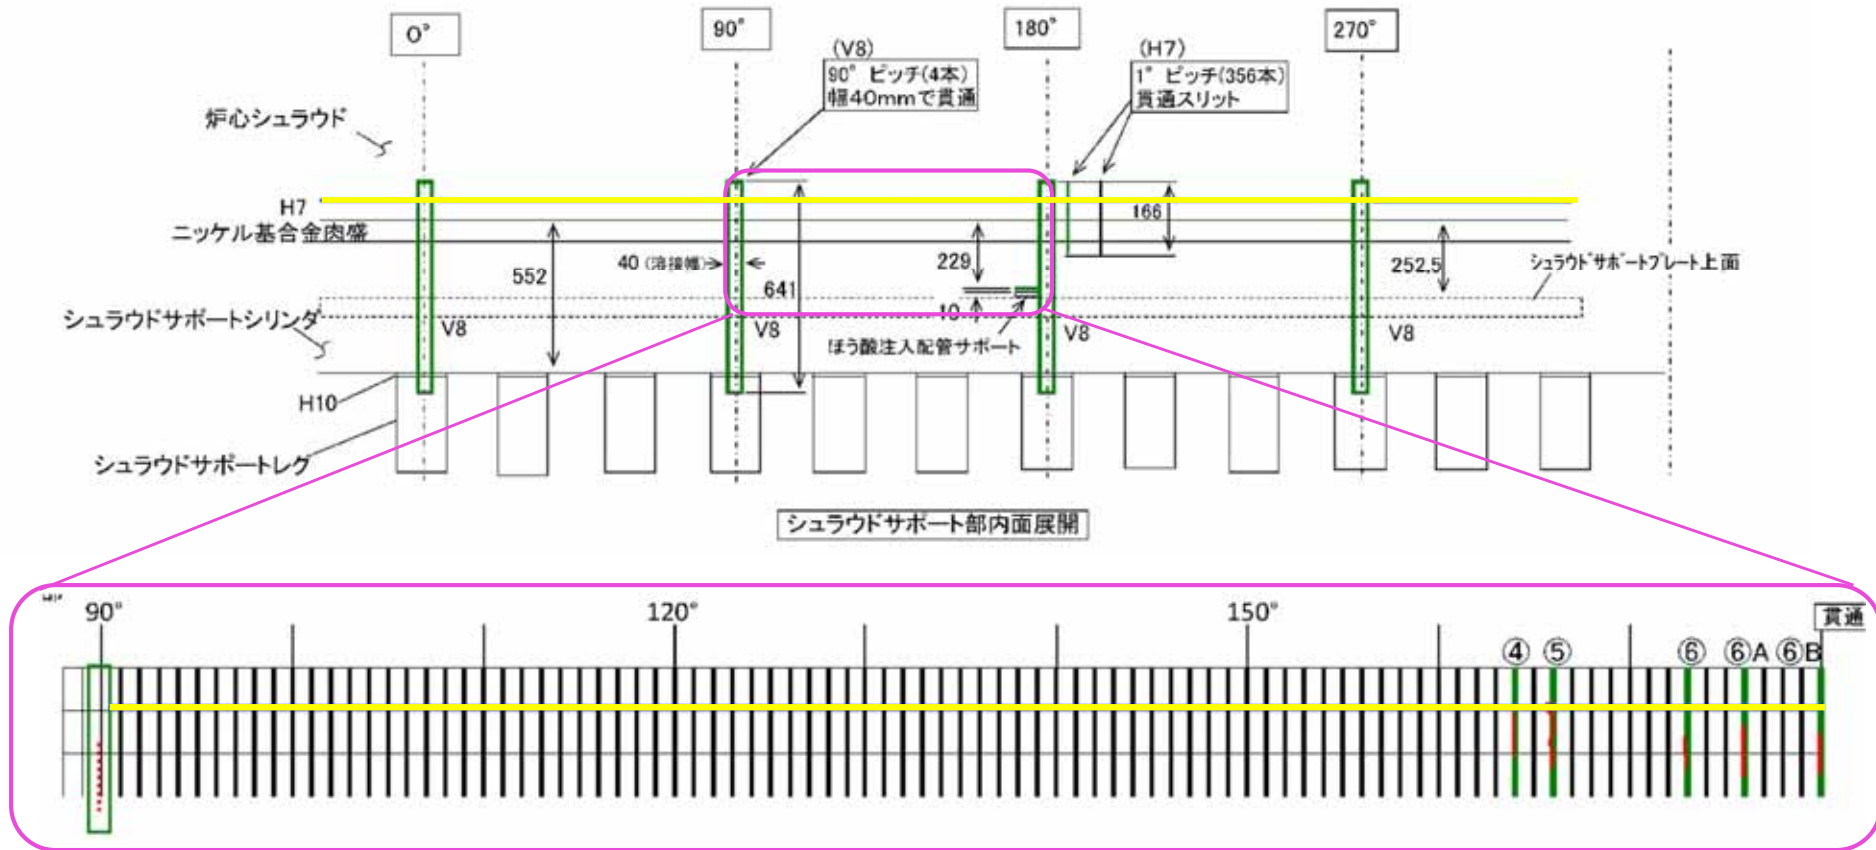 0°
90°
180°
270°
(V8)
90° ピッチ(4本)
幅40mmで貫通
(H7)
1° ピッチ(356本)
貫通スリット
炉心シュラウド
H7
ニッケル基合金肉盛
166
552
40 (溶接幅)
641
229
252.5
シュラウドサポートプレート上面
10
シュラウドサポートシリンダ
V8
V8
V8
V8
ほう酸注入配管サポート
H10
シュラウドサポートレグ
シュラウドサポート部内面展開
90°
120°
150°
貫通
④
⑤
⑥
⑥A
⑥B